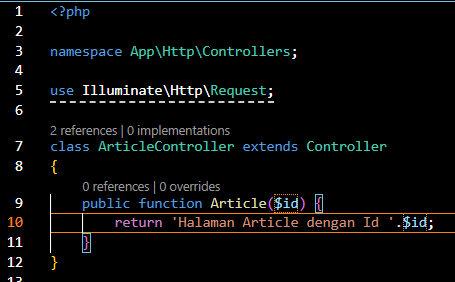 1 <?php
2
3 namespace App\Http\Controllers;
4
5 use Illuminate\Http\Request;
6
2 references | 0 implementations
7 class ArticleController extends Controller
8 {
0 references | 0 overrides
9 public function Article($id) {
10 return 'Halaman Article dengan Id '.$id;
11 }
12 }
13